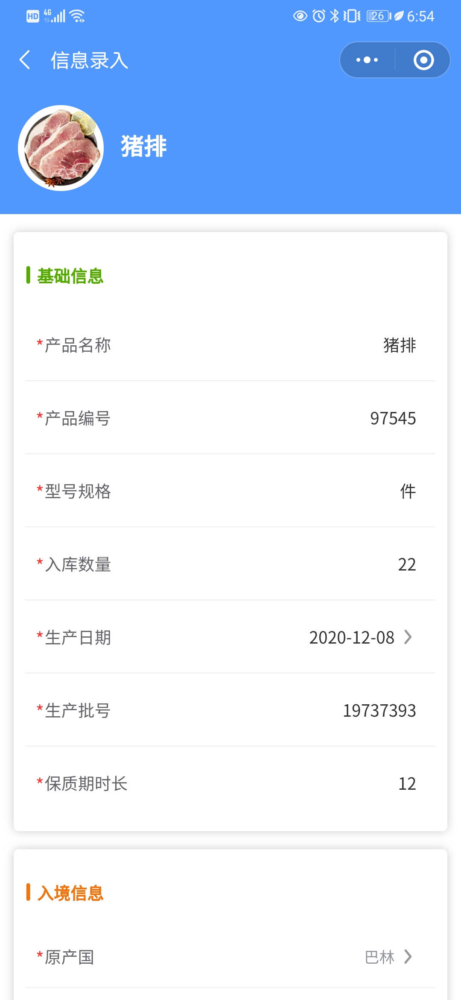 HD 4G 26 6:54
信息录入
猪排
基础信息
*产品名称 猪排
*产品编号 97545
*型号规格 件
*入库数量 22
*生产日期 2020-12-08
*生产批号 19737393
*保质期时长 12
入境信息
*原产国 巴林